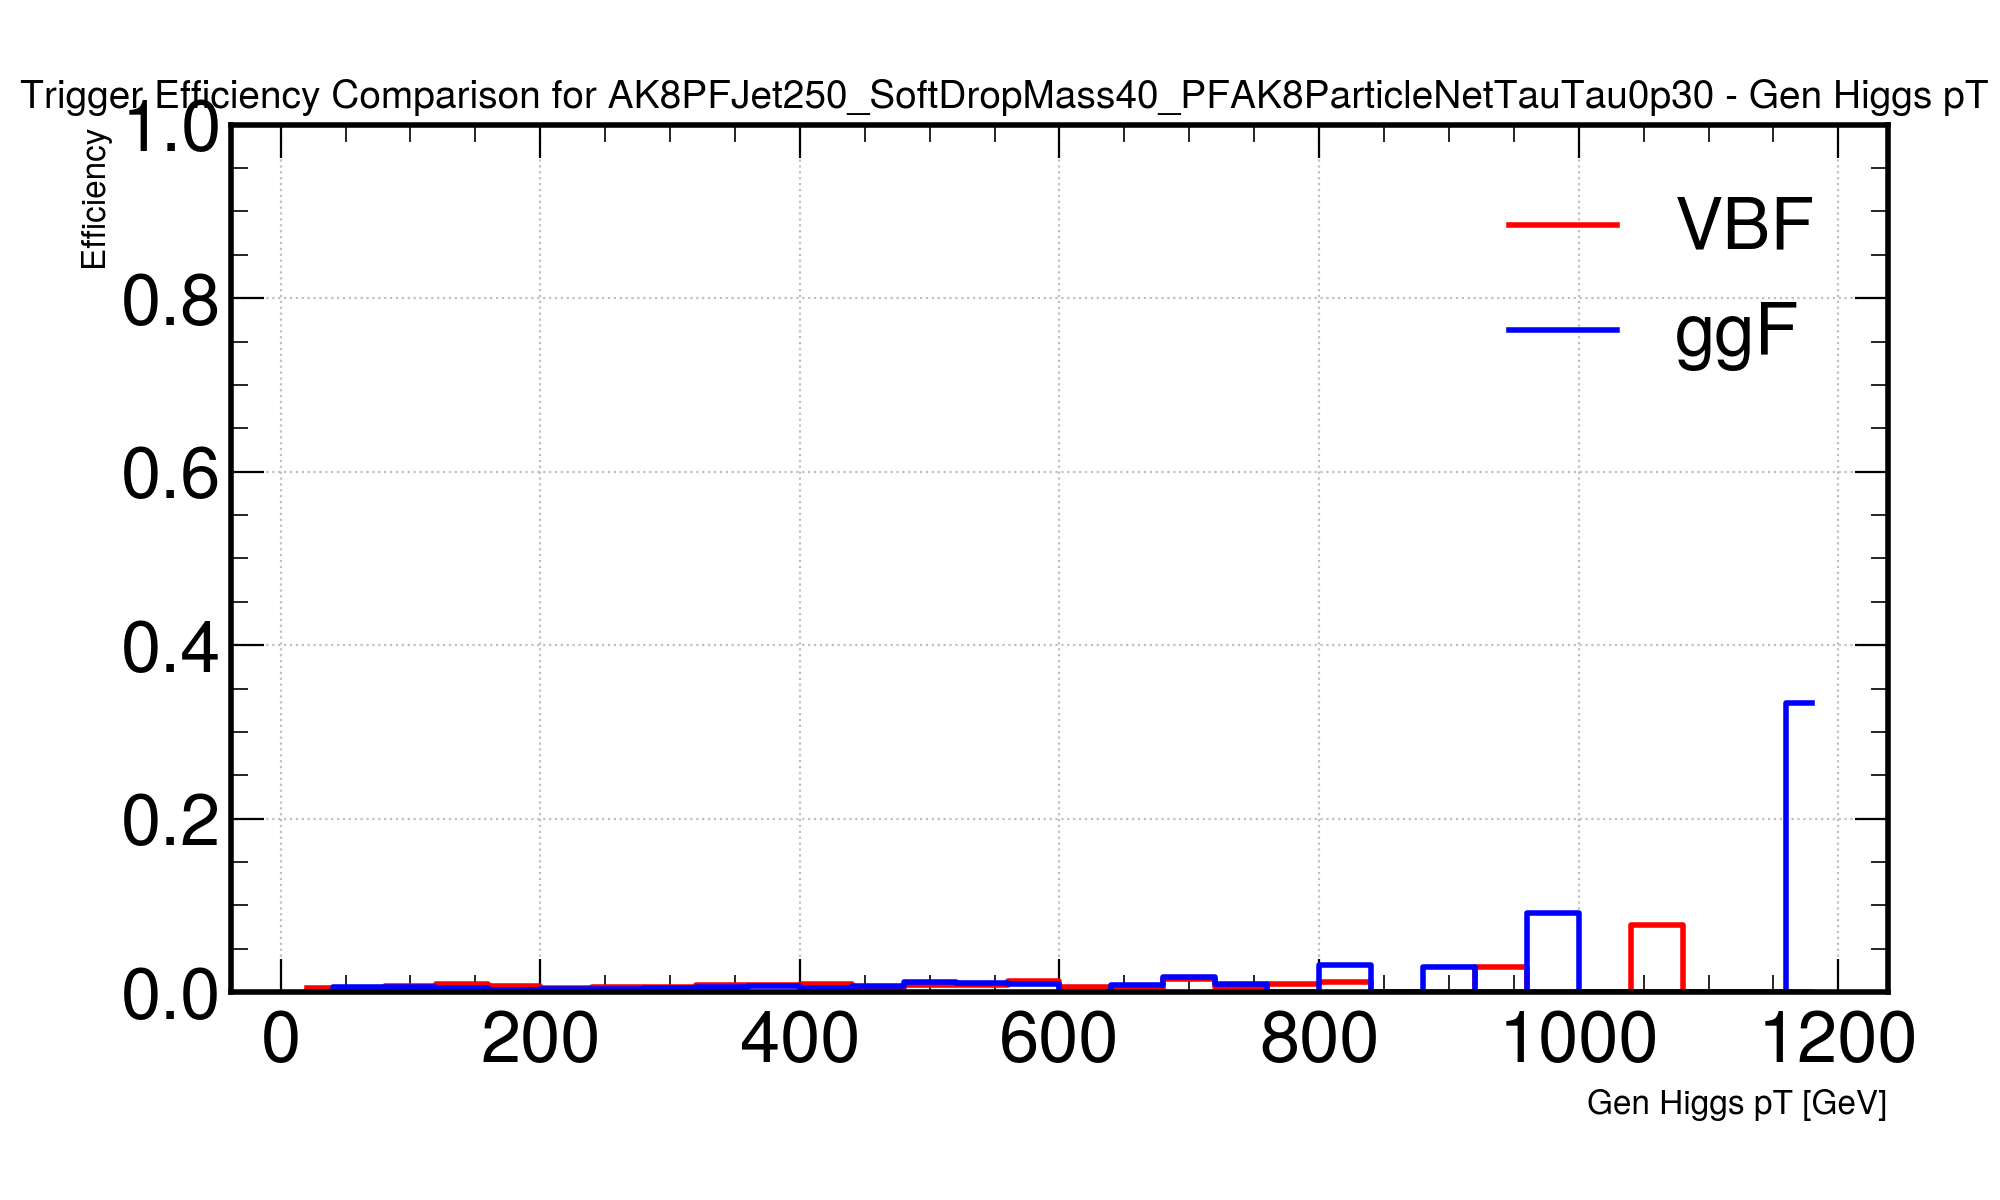 Trigger Efficiency Comparison for AK8PFJet250_SoftDropMass40_PFAK8ParticleNetTauTau0p30 - Gen Higgs pT
Efficiency
1.0
0.8
0.6
0.4
0.2
0.0
VBF
ggF
0 200 400 600 800 1000 1200
Gen Higgs pT [GeV]